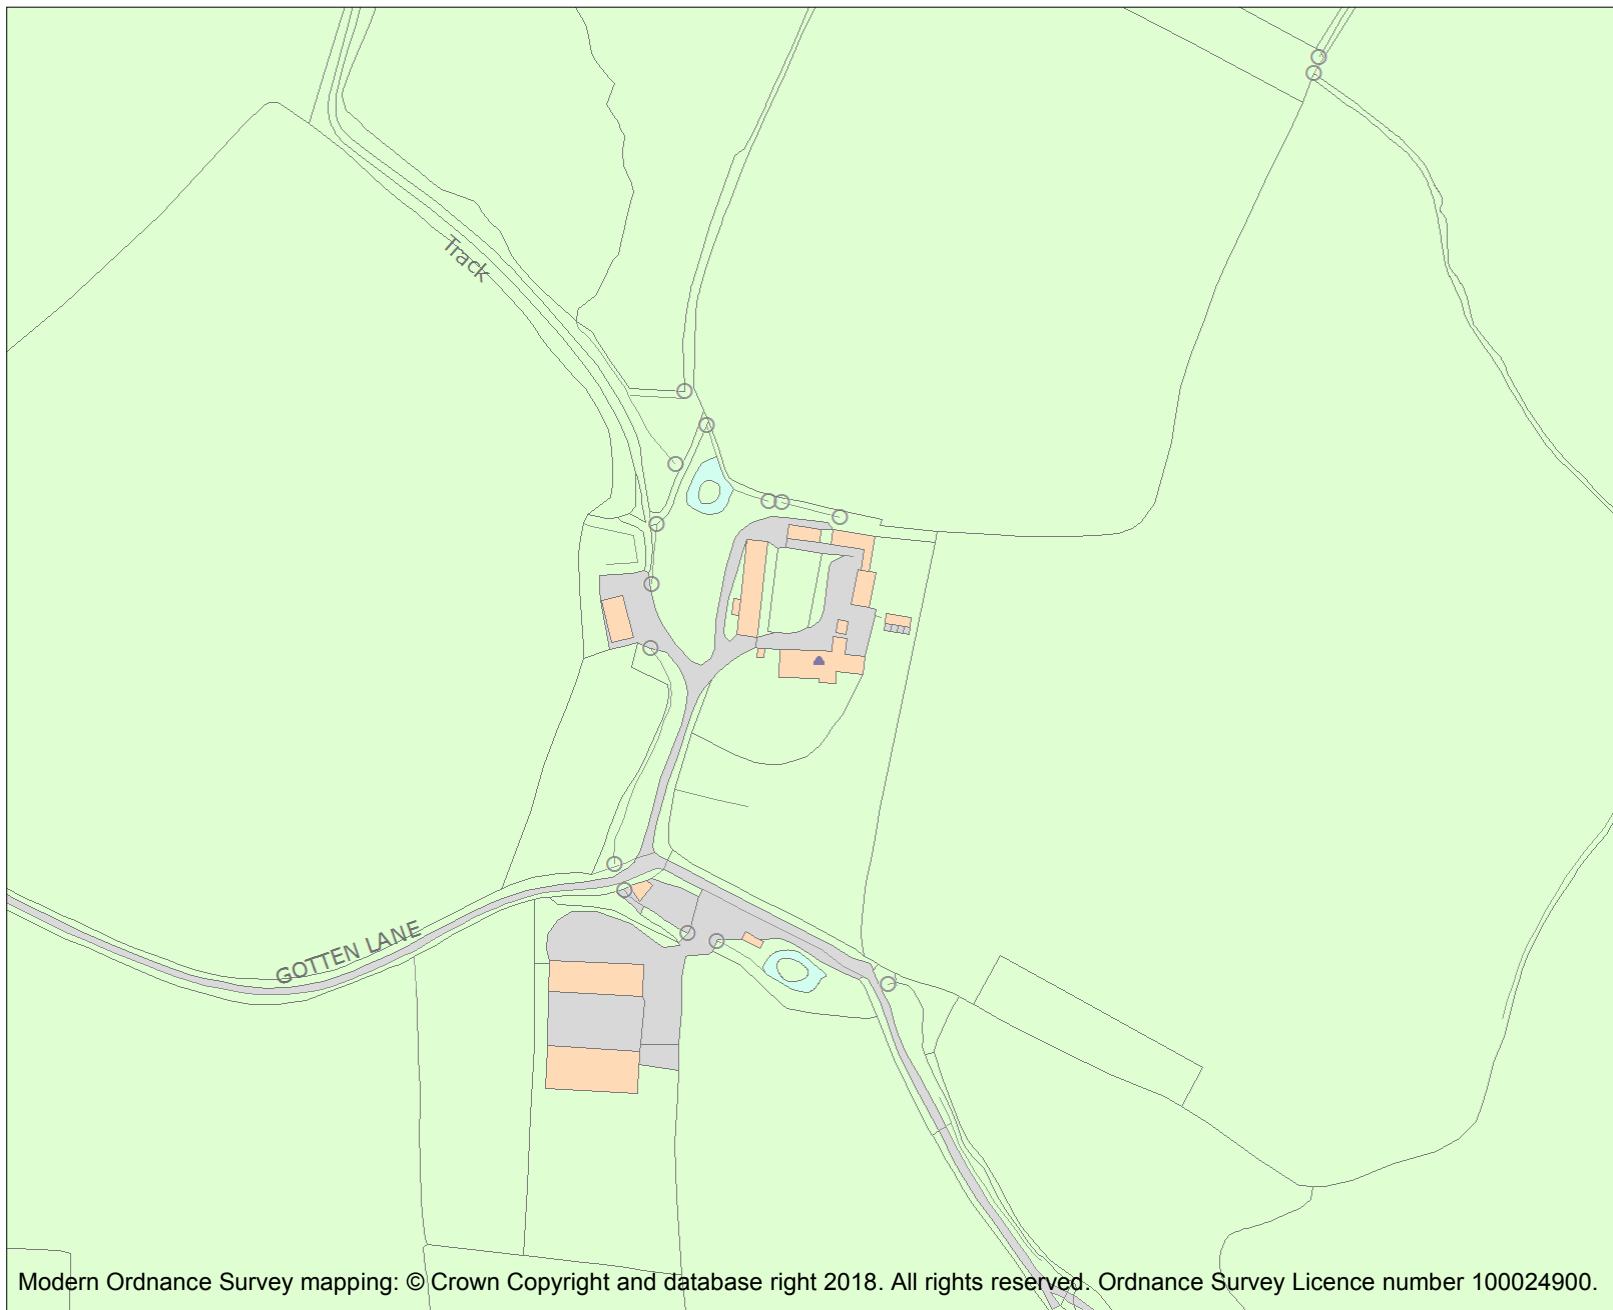 Track
GOTTEN LANE
Modern Ordnance Survey mapping: © Crown Copyright and database right 2018. All rights reserved. Ordnance Survey Licence number 100024900.